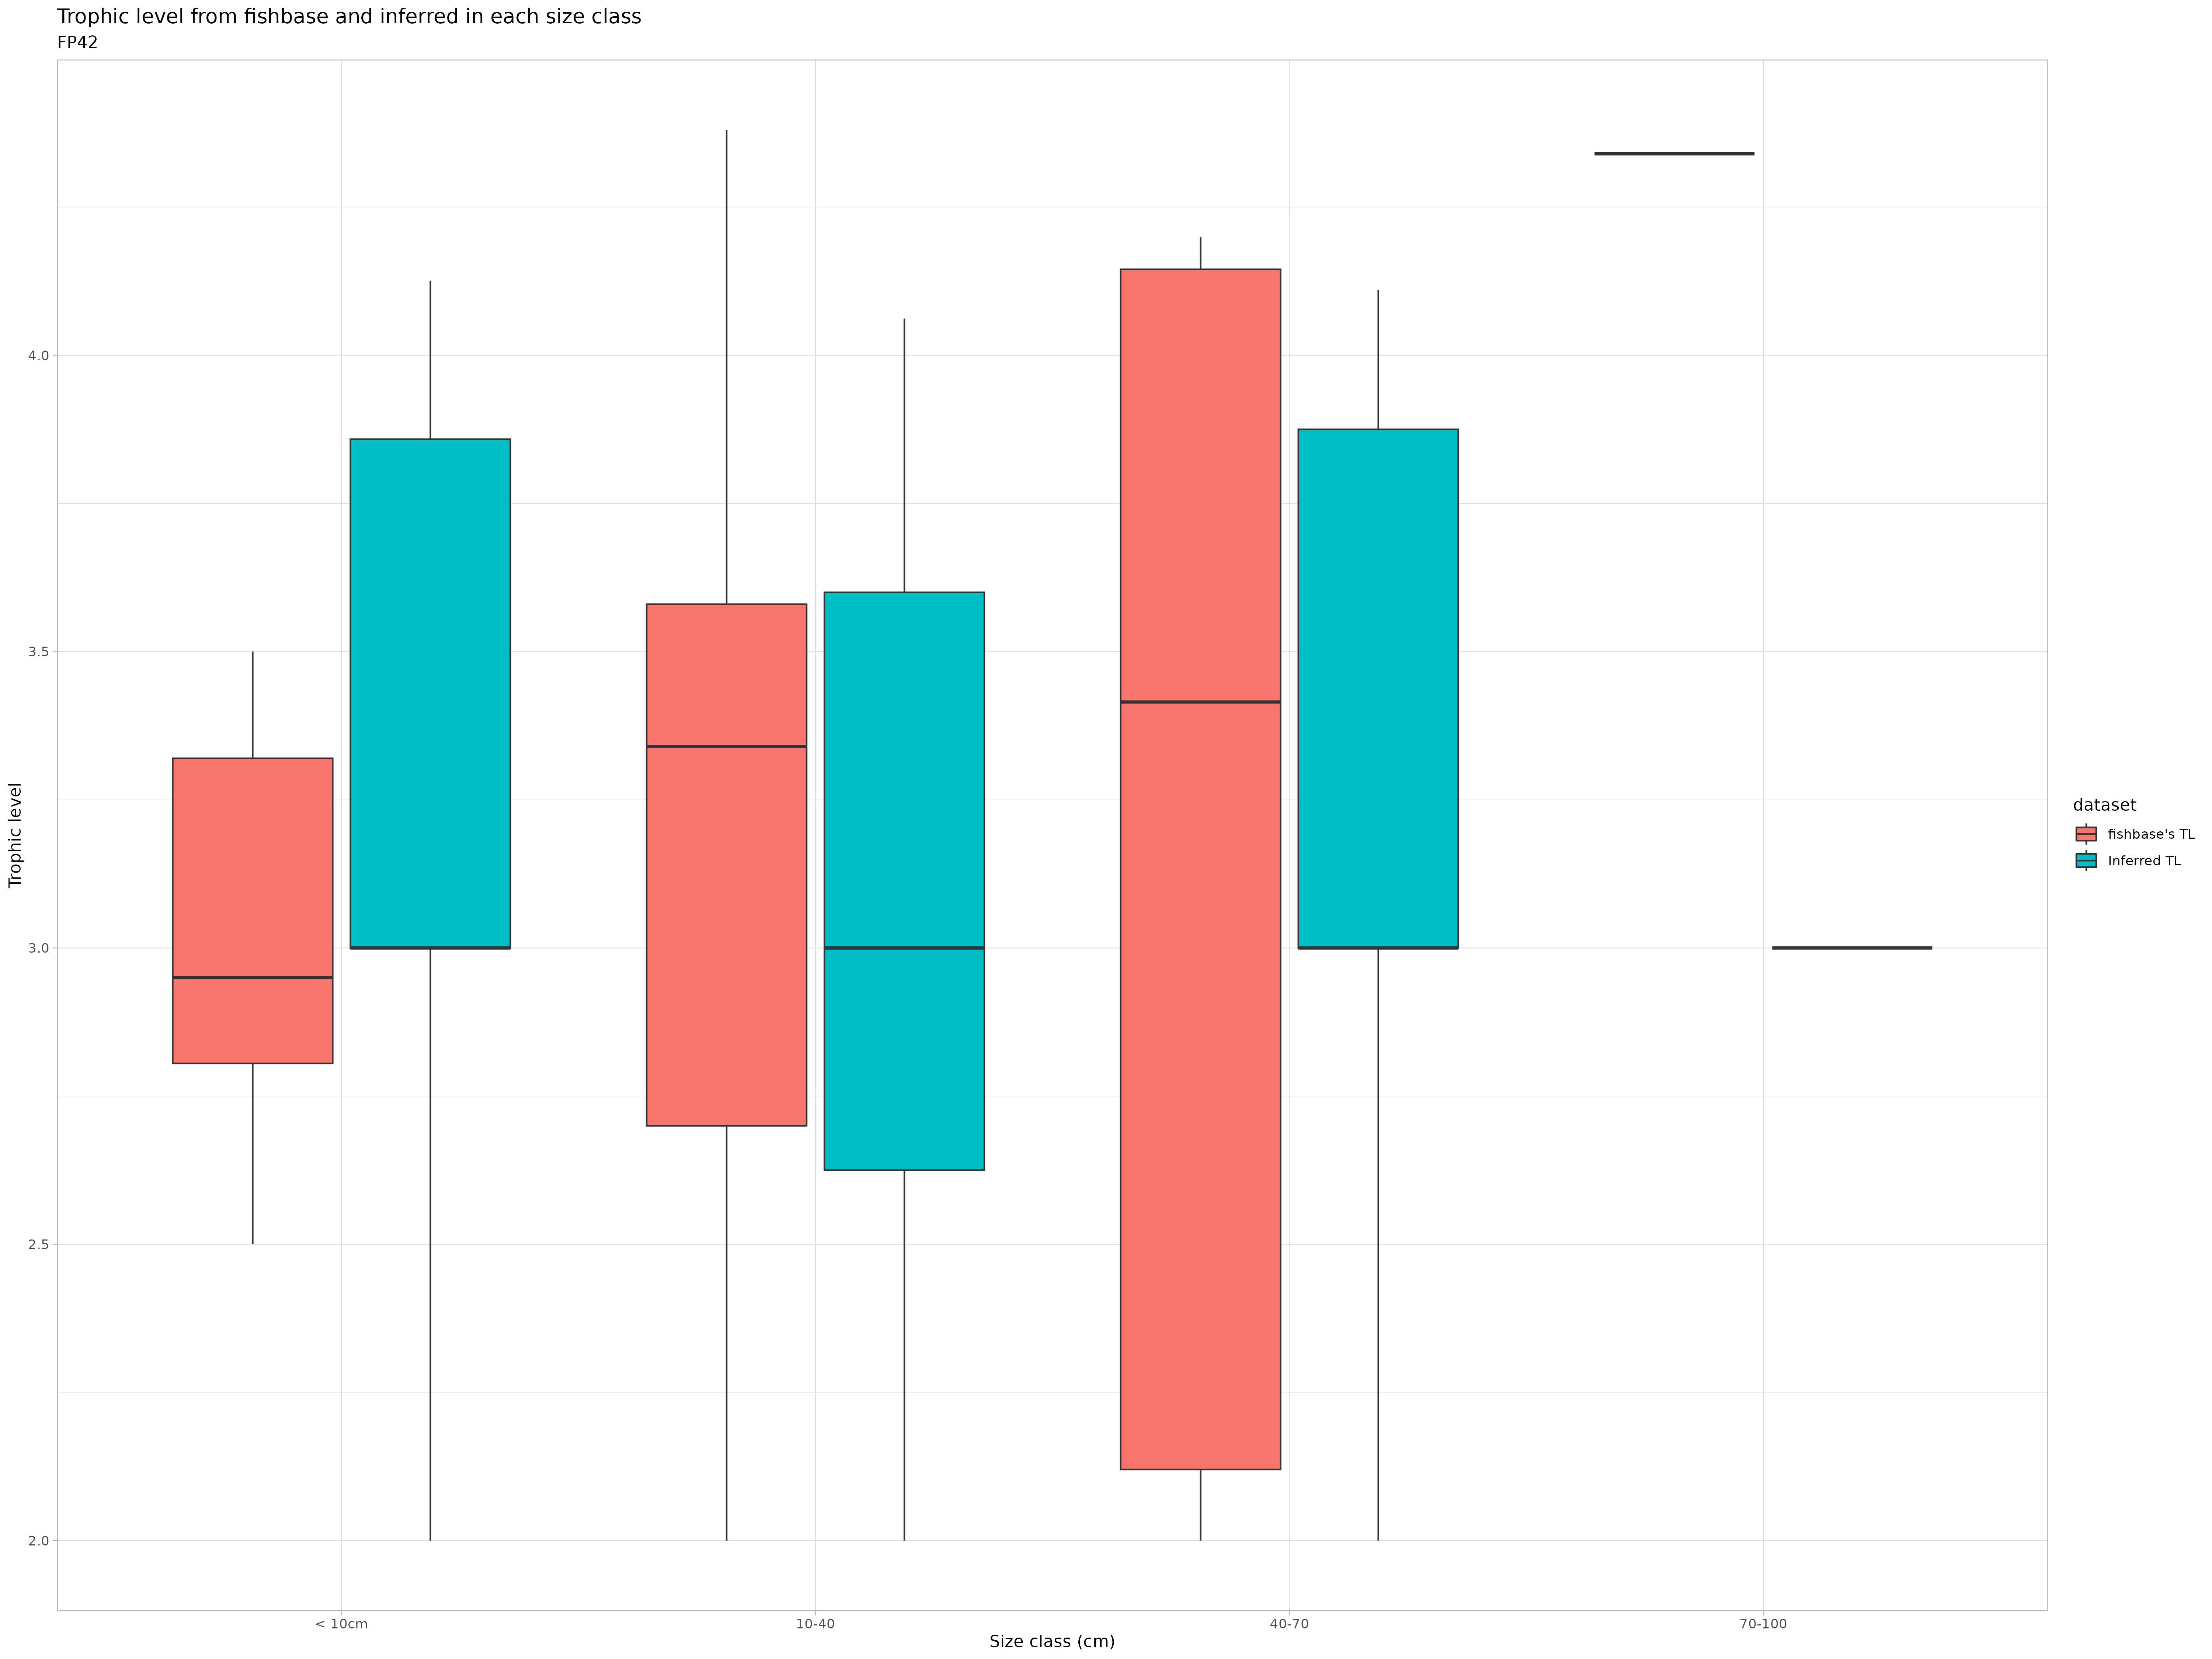 Trophic level from fishbase and inferred in each size class
FP42
Trophic level
4.0
3.5
3.0
2.5
2.0
< 10cm
10-40
40-70
70-100
Size class (cm)
dataset
fishbase's TL
Inferred TL